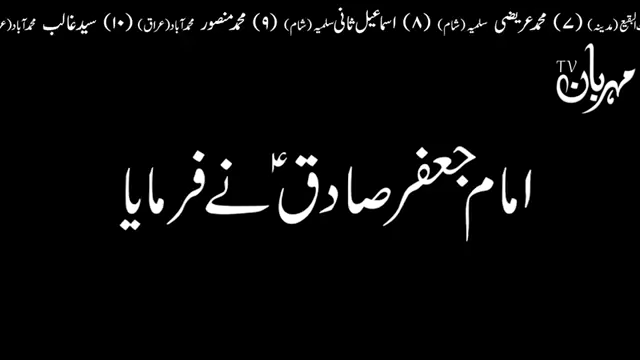 البقیع (مدینہ) (۷) محمد عریضی سلمیہ (شام) (۸) اسماعیل ثانی سلمیہ (شام) (۹) محمد منصور محمد آباد (عراق) (۱۰) سید غالب محمد آباد
مہربان TV
امام جعفر صادقؑ نے فرمایا